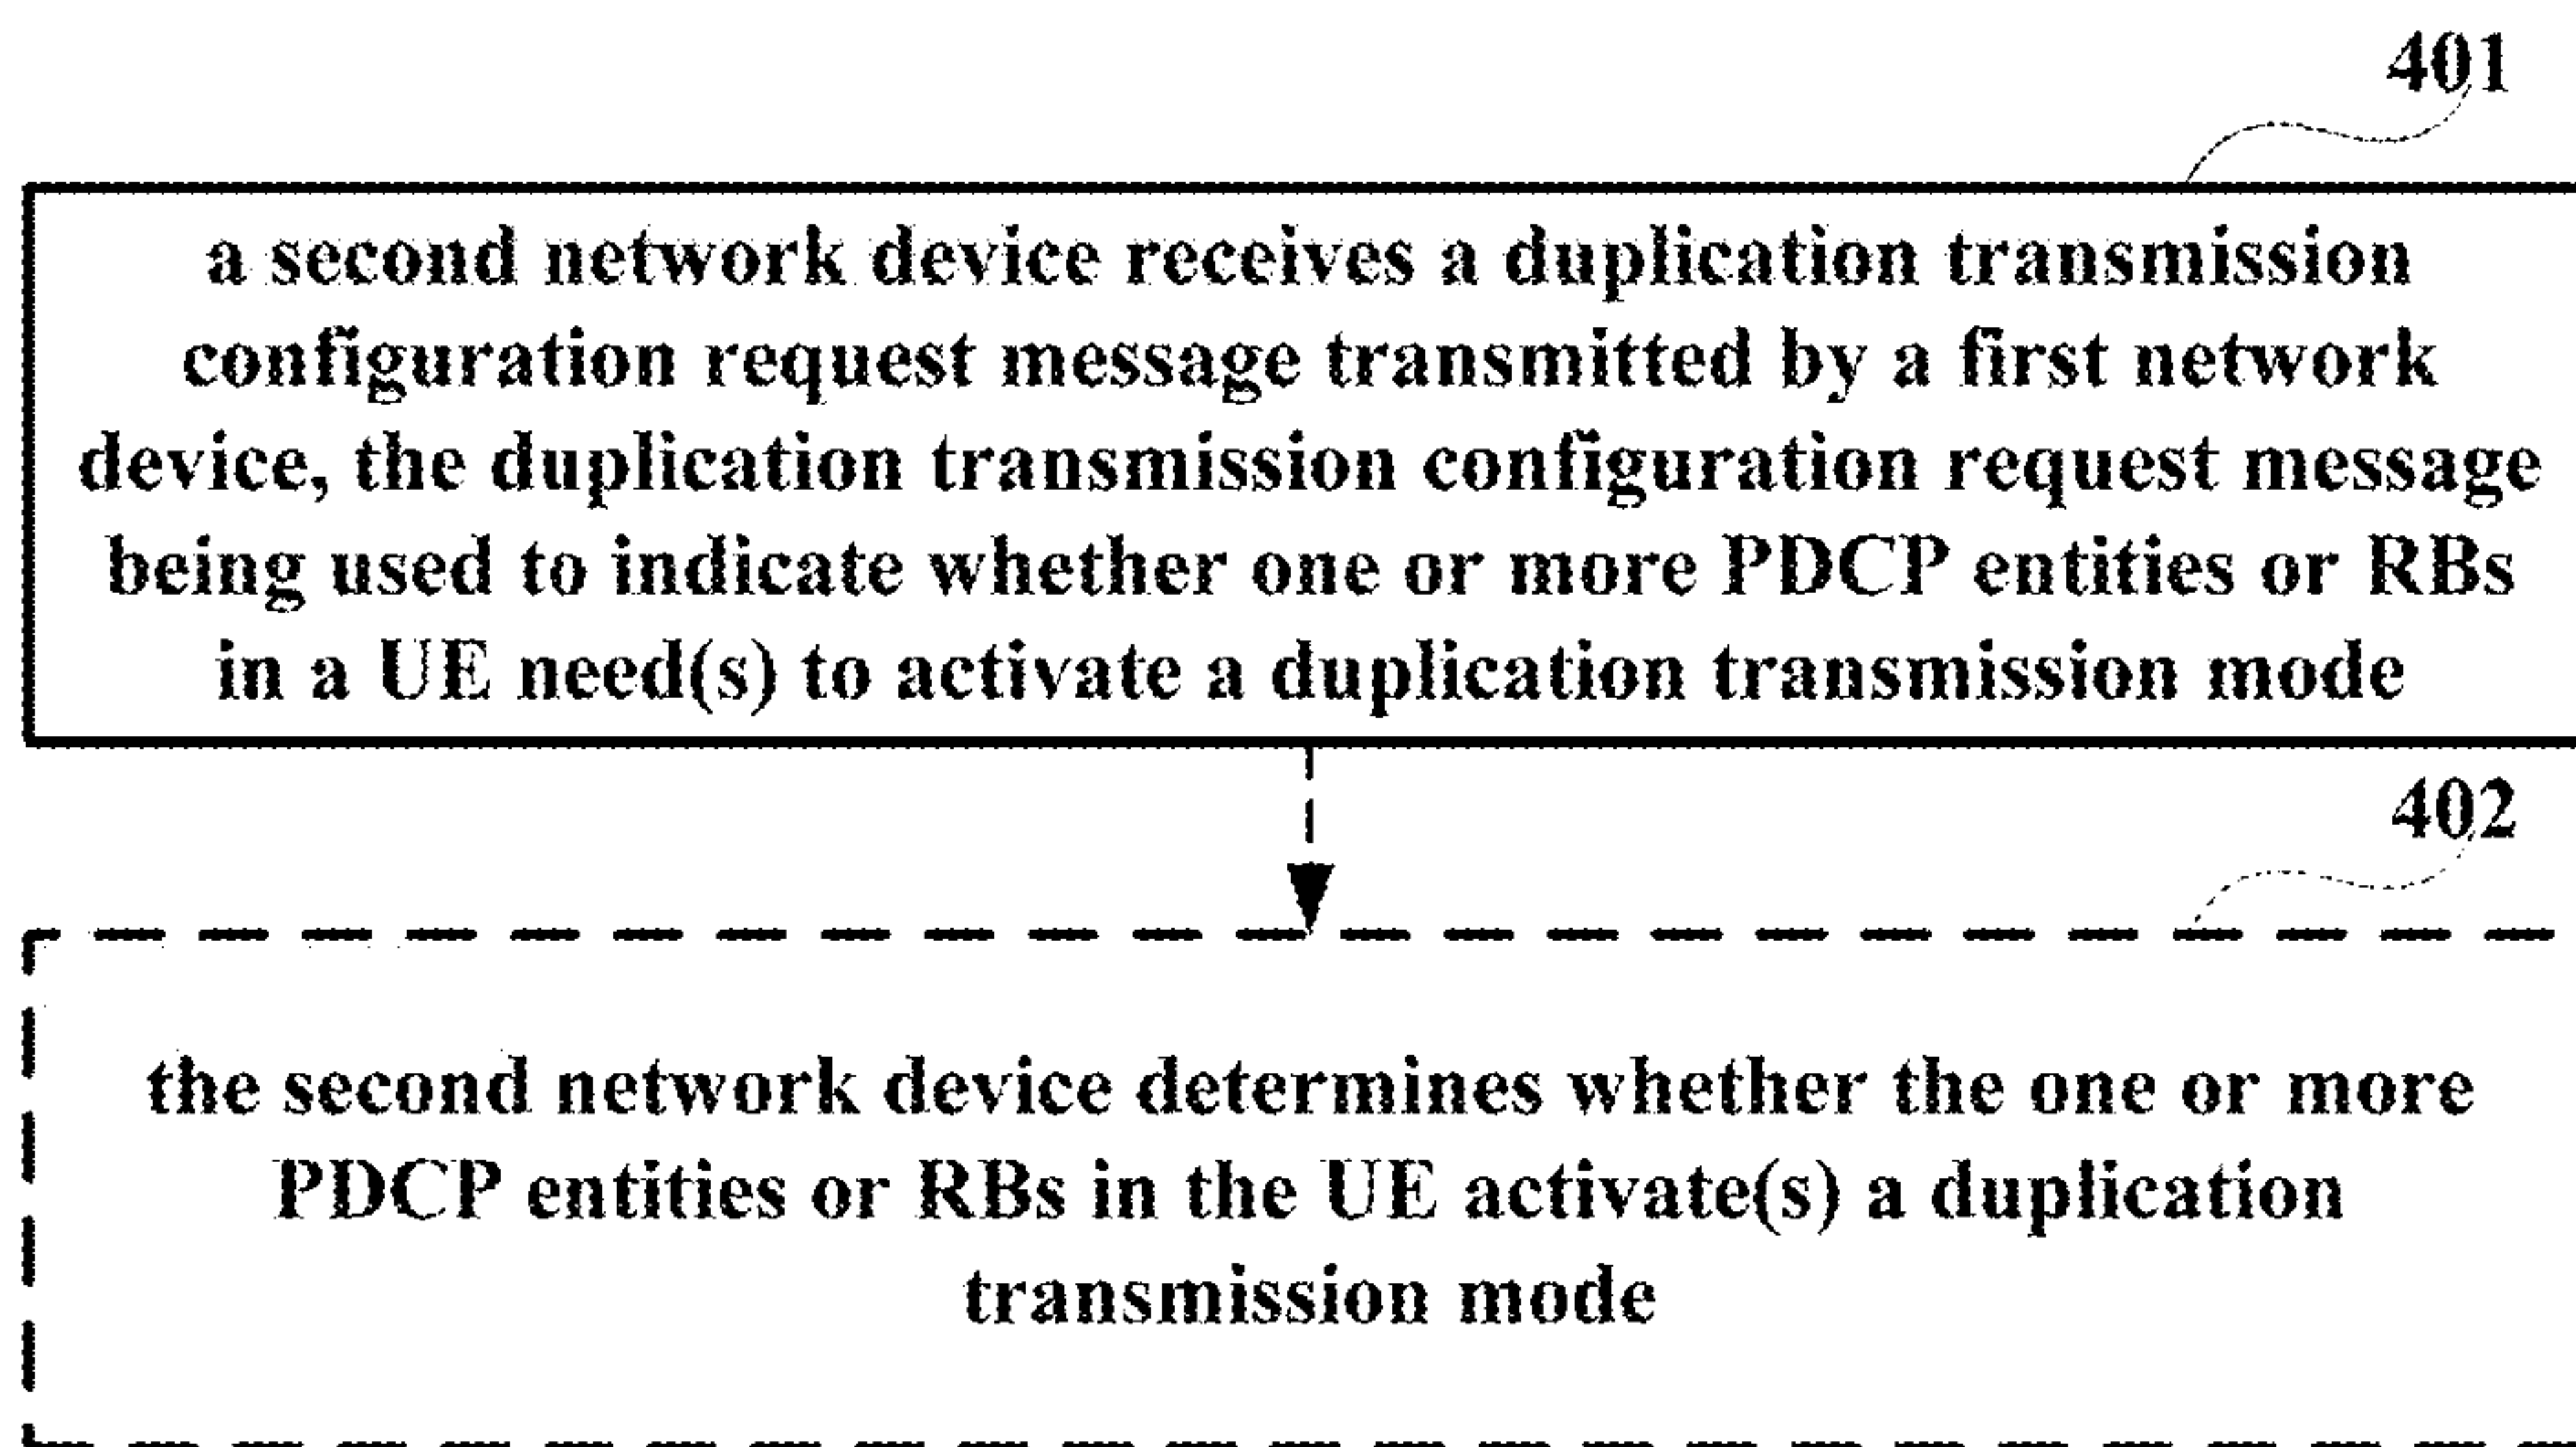 401
a second network device receives a duplication transmission
configuration request message transmitted by a first network
device, the duplication transmission configuration request message
being used to indicate whether one or more PDCP entities or RBs
in a UE need(s) to activate a duplication transmission mode
402
the second network device determines whether the one or more
PDCP entities or RBs in the UE activate(s) a duplication
transmission mode